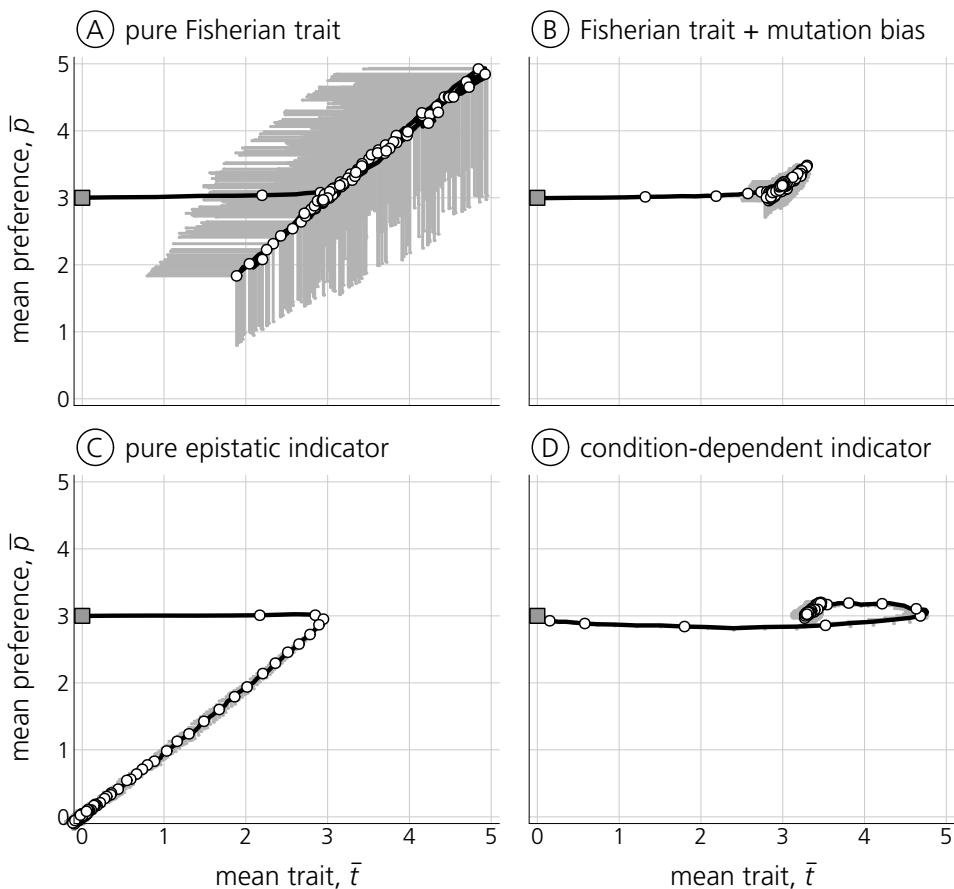 A pure Fisherian trait
B Fisherian trait + mutation bias
5
4
3
2
1
0
mean preference, p̅
C pure epistatic indicator
D condition-dependent indicator
5
4
3
2
1
0
mean preference, p̅
0 1 2 3 4 5
0 1 2 3 4 5
mean trait, t̅
mean trait, t̅